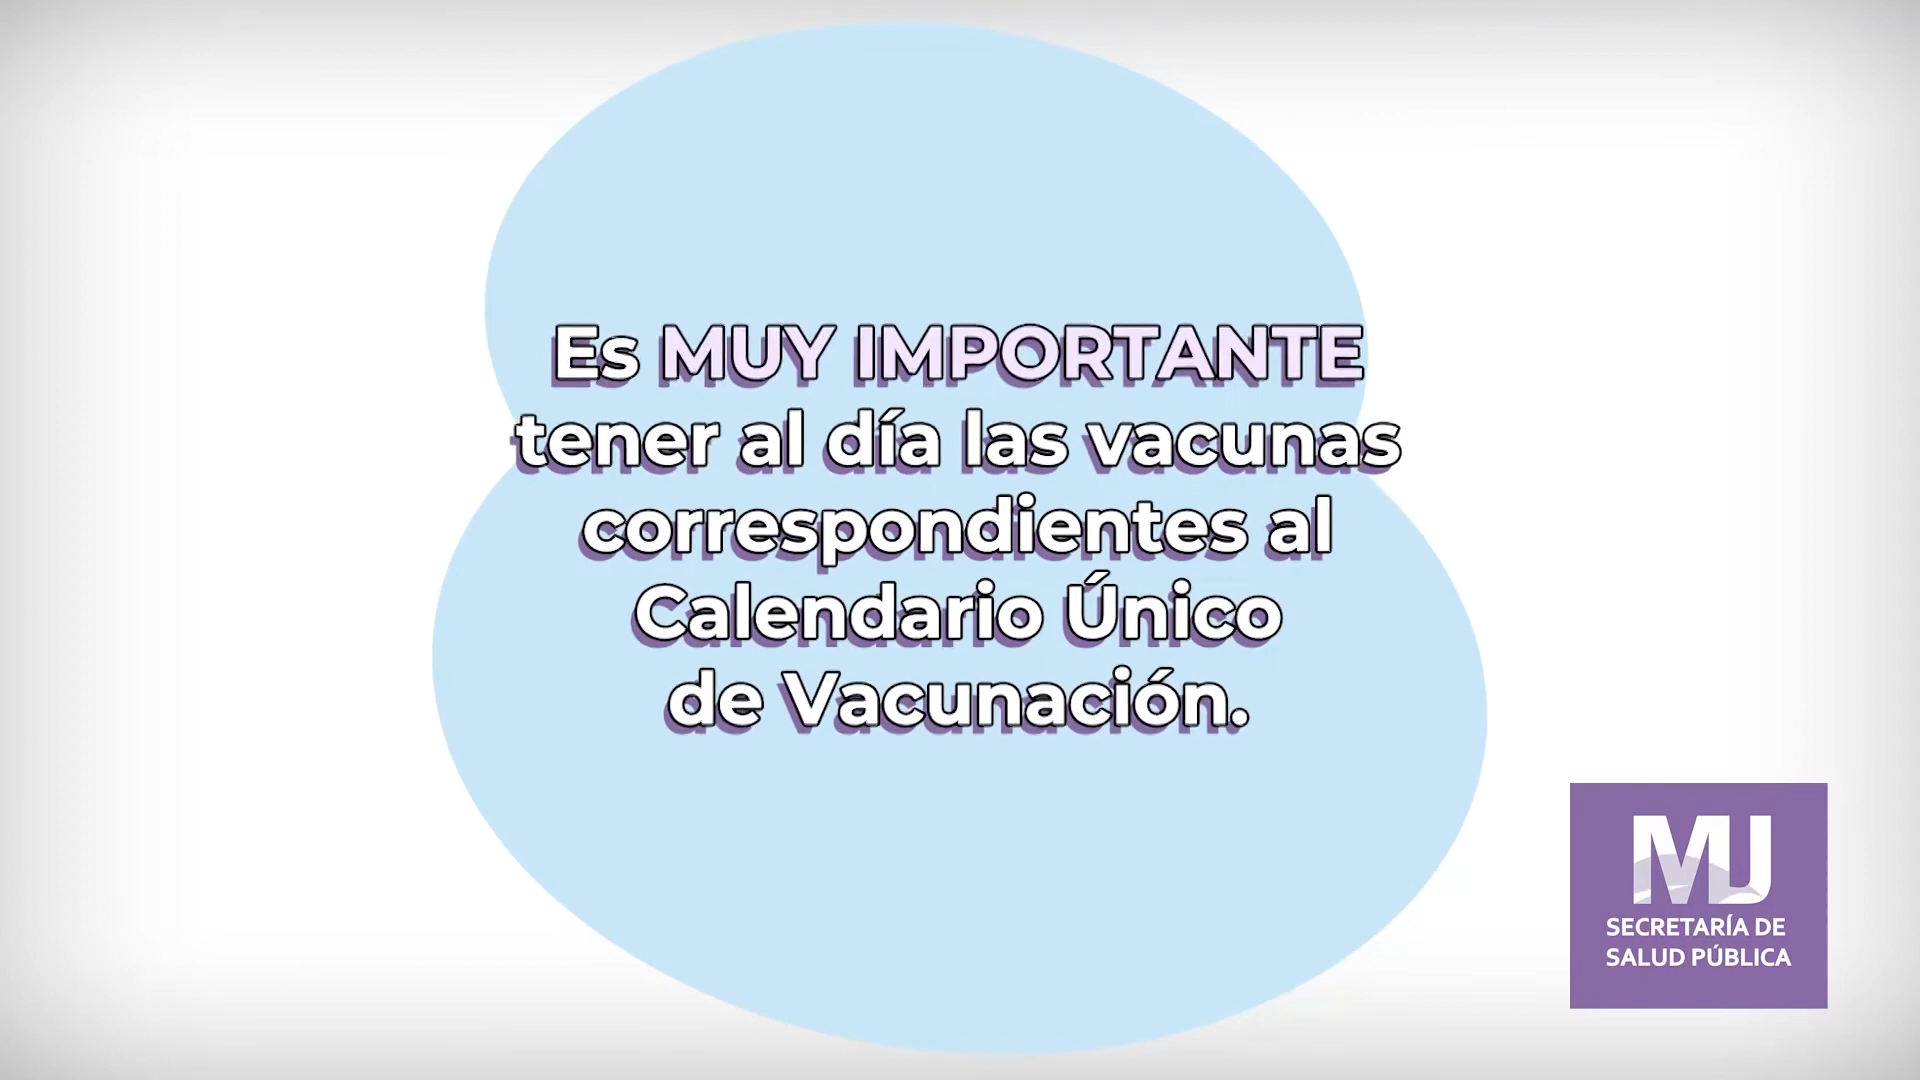 Es MUY IMPORTANTE
tener al día las vacunas
correspondientes al
Calendario Único
de Vacunación.
MJ
SECRETARÍA DE
SALUD PÚBLICA